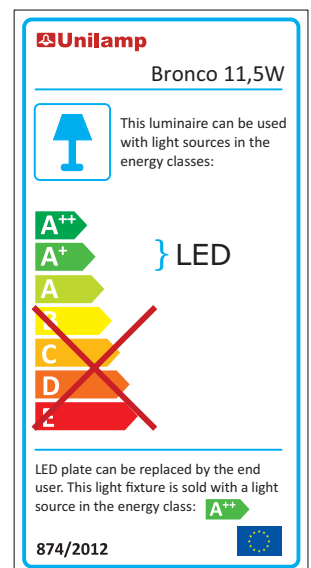 Unilamp
Bronco 11,5W
This luminaire can be used
with light sources in the
energy classes:
A++
A+
} LED
A
B
C
D
E
LED plate can be replaced by the end
user. This light fixture is sold with a light
source in the energy class: A++
874/2012